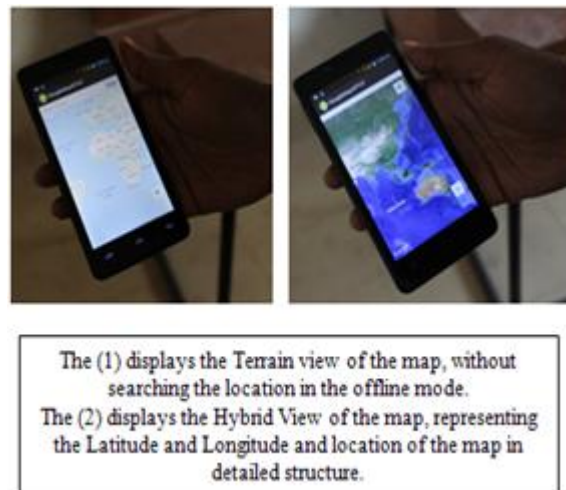 The (1) displays the Terrain view of the map, without
searching the location in the offline mode.
The (2) displays the Hybrid View of the map, representing
the Latitude and Longitude and location of the map in
detailed structure.